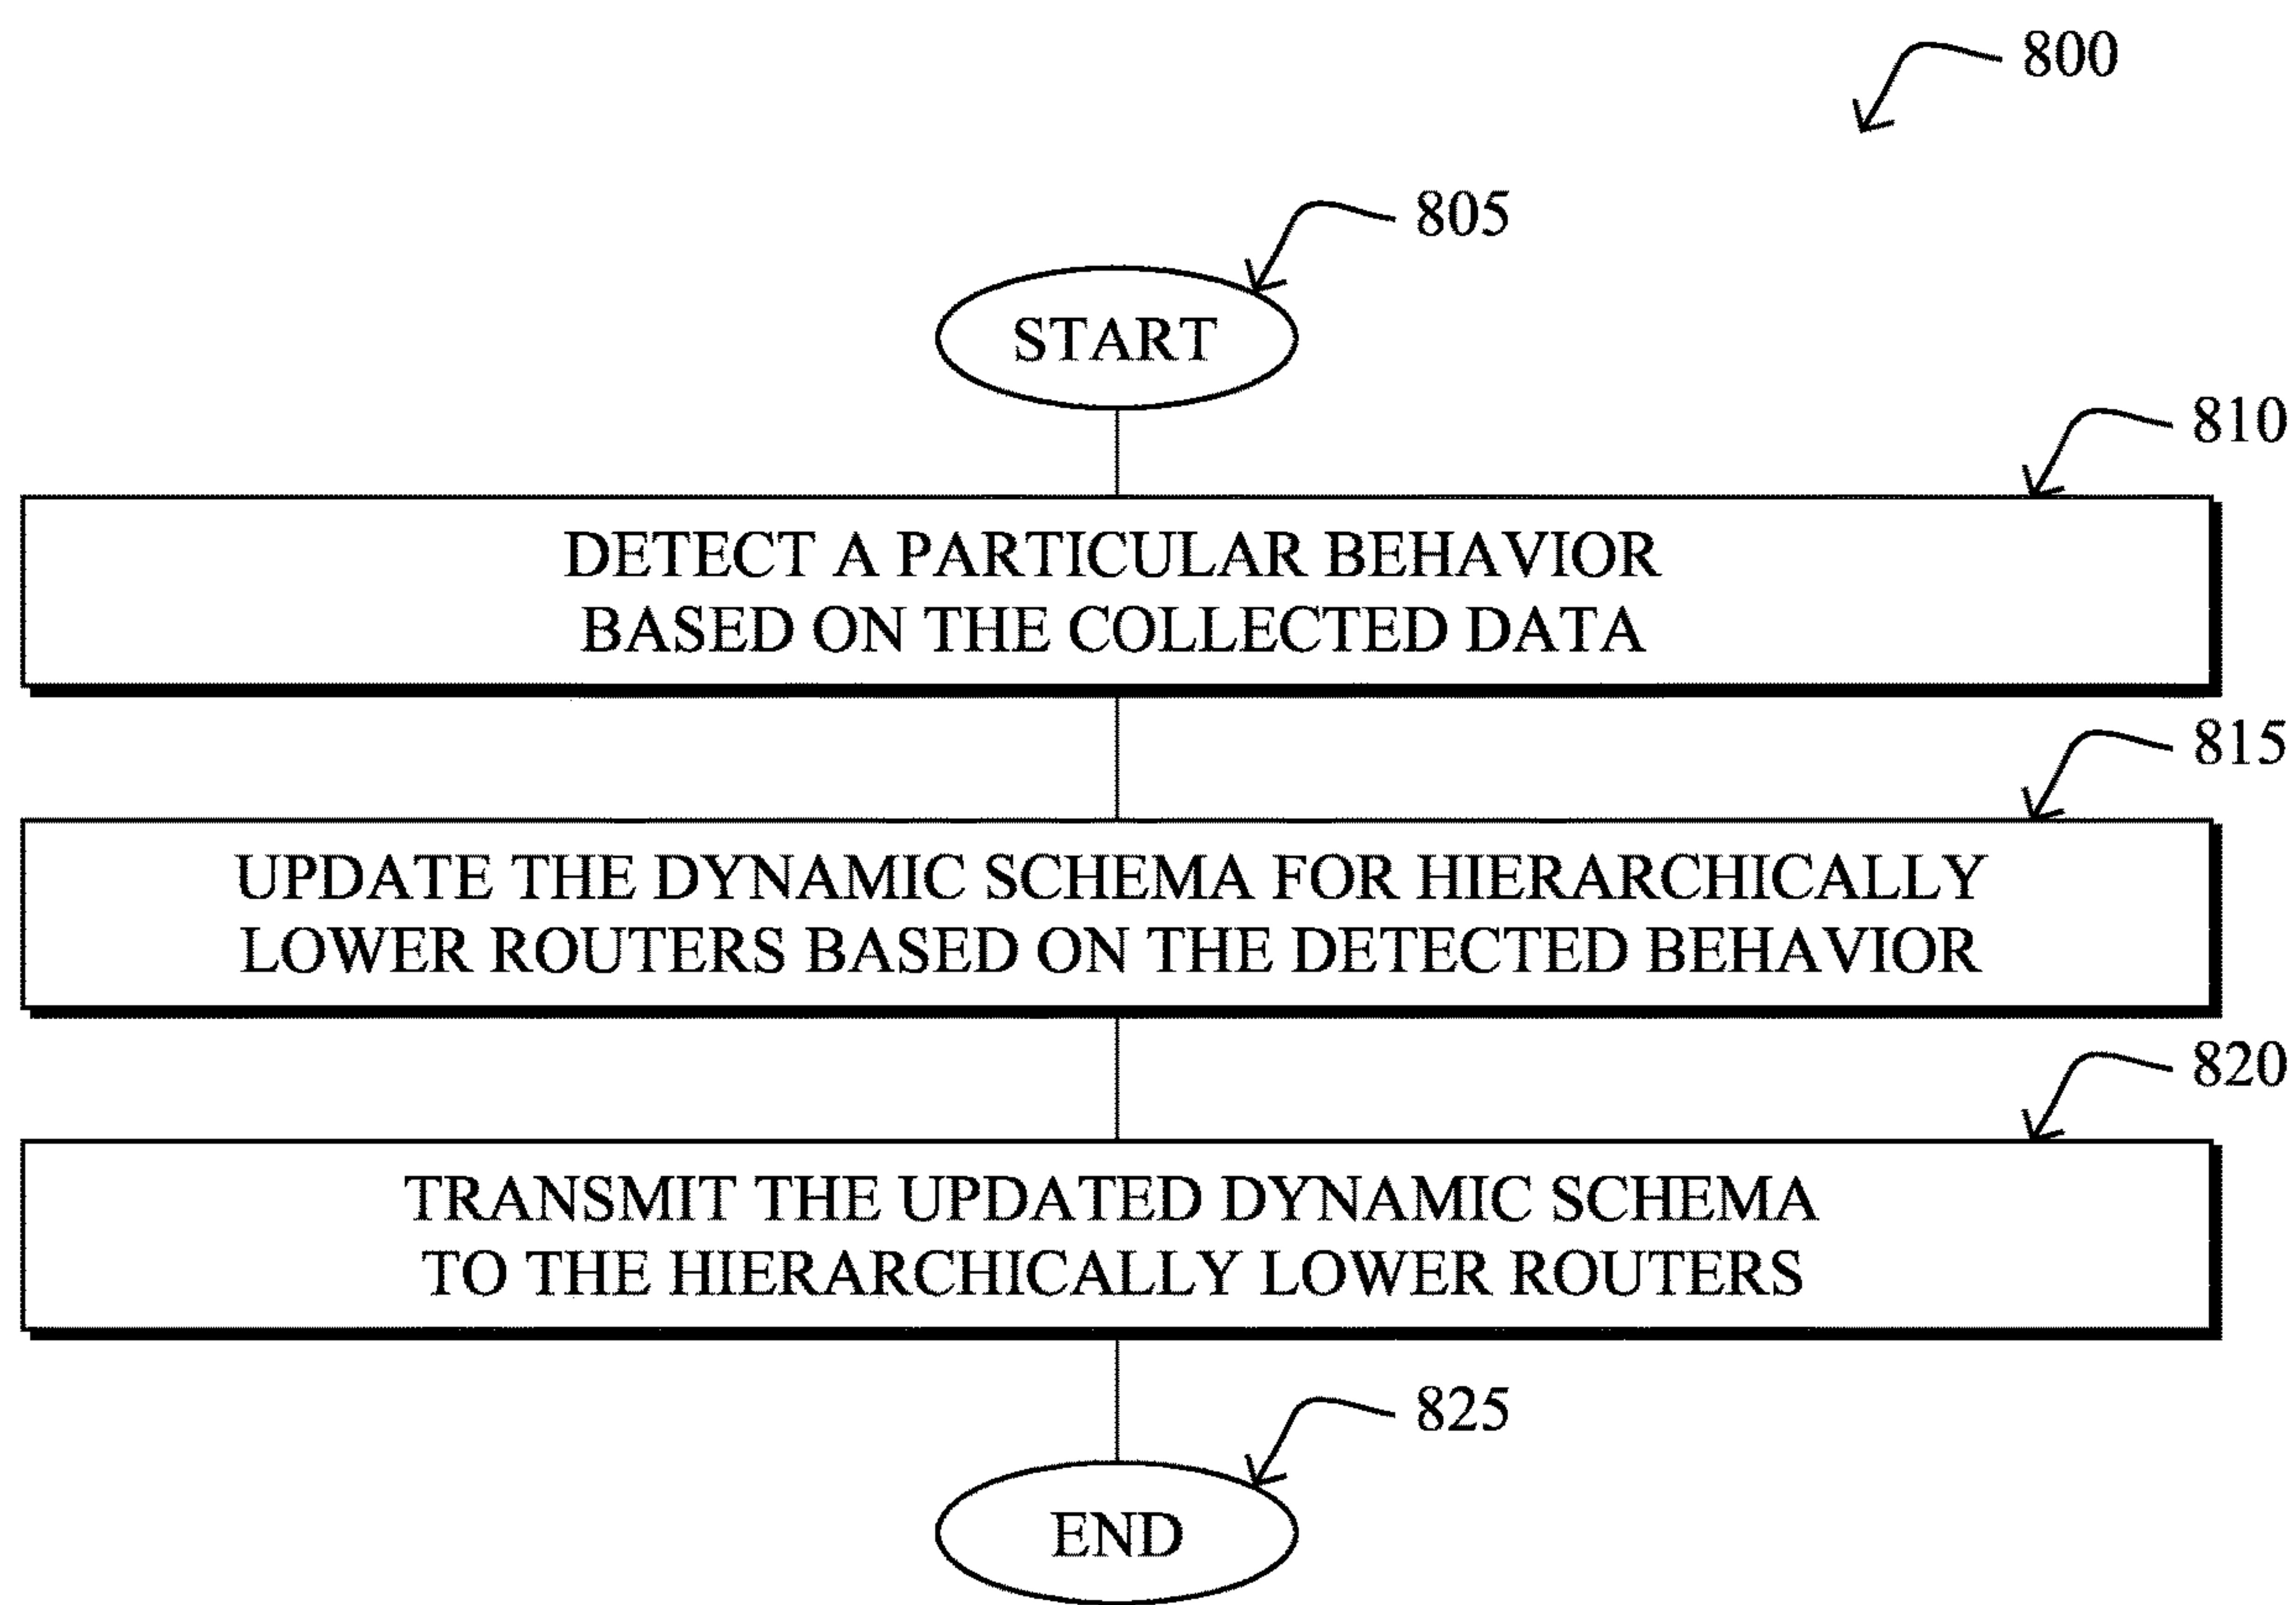 800
805
START
810
DETECT A PARTICULAR BEHAVIOR
BASED ON THE COLLECTED DATA
815
UPDATE THE DYNAMIC SCHEMA FOR HIERARCHICALLY
LOWER ROUTERS BASED ON THE DETECTED BEHAVIOR
820
TRANSMIT THE UPDATED DYNAMIC SCHEMA
TO THE HIERARCHICALLY LOWER ROUTERS
825
END